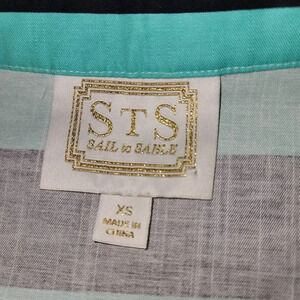 STS
SAIL to SABLE
XS
MADE IN
CHINA